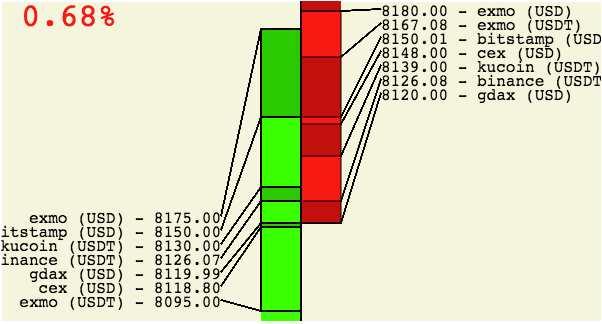 0.68%
8180.00 - exmo (USD)
8167.08 - exmo (USDT)
8150.01 - bitstamp (USD
8148.00 - cex (USD)
8139.00 - kucoin (USDT)
8126.08 - binance (USDT
8120.00 - gdax (USD)
exmo (USD) - 8175.00
itstamp (USD) - 8150.00
kucoin (USDT) - 8130.00
inance (USDT) - 8126.07
gdax (USD) - 8119.99
cex (USD) - 8118.80
exmo (USDT) - 8095.00